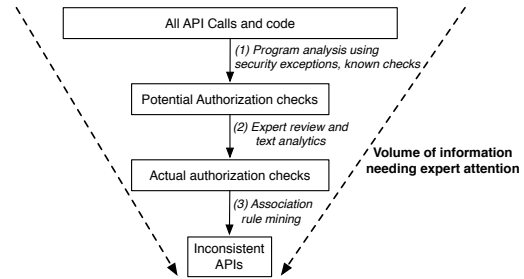 All API Calls and code
(1) Program analysis using
security exceptions, known checks
Potential Authorization checks
(2) Expert review and
text analytics
Volume of information
needing expert attention
Actual authorization checks
(3) Association
rule mining
Inconsistent
APIs